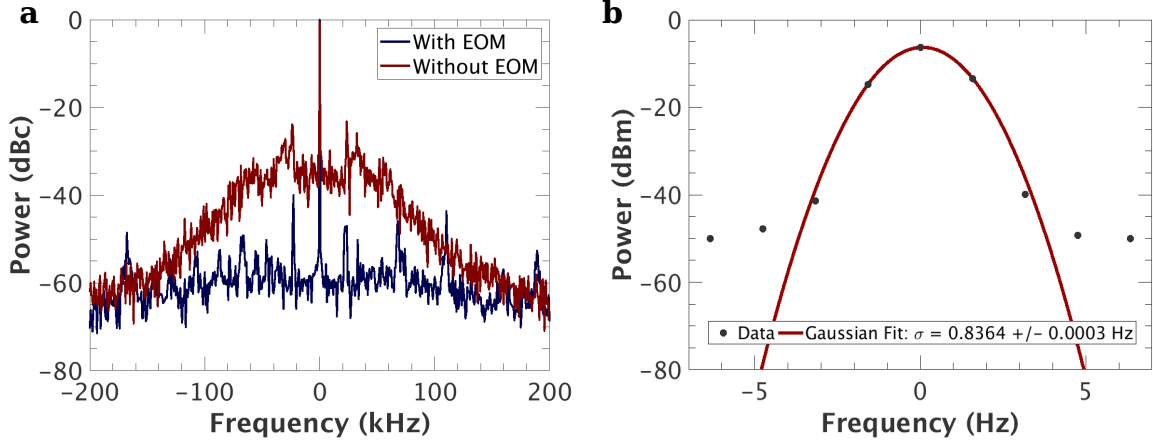 a
0
−20
−40
−60
−80
Power (dBc)
With EOM
Without EOM
−200
−100
0
100
200
Frequency (kHz)
b
0
−20
−40
−60
−80
Power (dBm)
Data
Gaussian Fit: σ = 0.8364 +/− 0.0003 Hz
−5
0
5
Frequency (Hz)